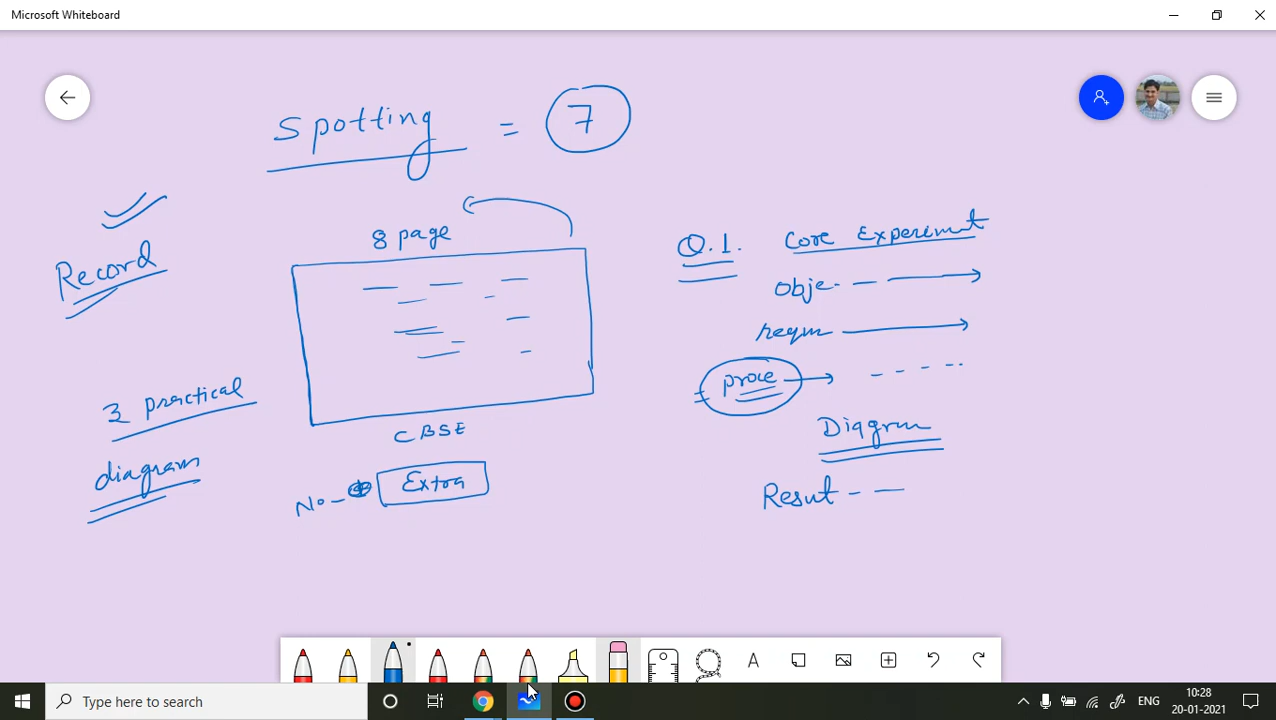 Microsoft Whiteboard
Spotting = 7
Record
8 page
CBSE
No - Extra
3 practical
diagram
Q.1. Core Experimut
obje - —
reqm
proce
Diagrm
Resut - —
Type here to search
ENG
10:28
20-01-2021